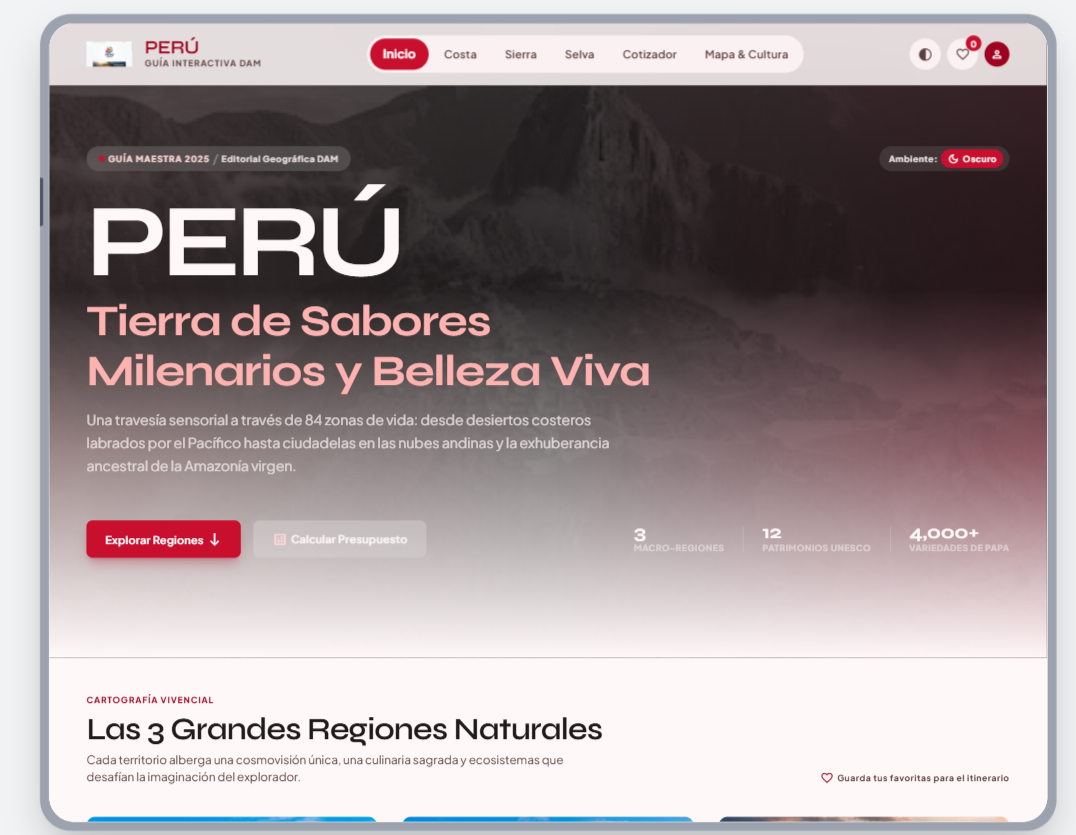 PERÚ
GUÍA INTERACTIVA DAM
Inicio
Costa
Sierra
Selva
Cotizador
Mapa & Cultura
0
GUÍA MAESTRA 2025 / Editorial Geográfica DAM
Ambiente: Oscuro
PERÚ
Tierra de Sabores
Milenarios y Belleza Viva
Una travesía sensorial a través de 84 zonas de vida: desde desiertos costeros
labrados por el Pacífico hasta ciudadelas en las nubes andinas y la exhuberancia
ancestral de la Amazonía virgen.
Explorar Regiones ↓
Calcular Presupuesto
3
MACRO-REGIONES
12
PATRIMONIOS UNESCO
4,000+
VARIEDADES DE PAPA
CARTOGRAFÍA VIVENCIAL
Las 3 Grandes Regiones Naturales
Cada territorio alberga una cosmovisión única, una culinaria sagrada y ecosistemas que
desafían la imaginación del explorador.
Guarda tus favoritas para el itinerario